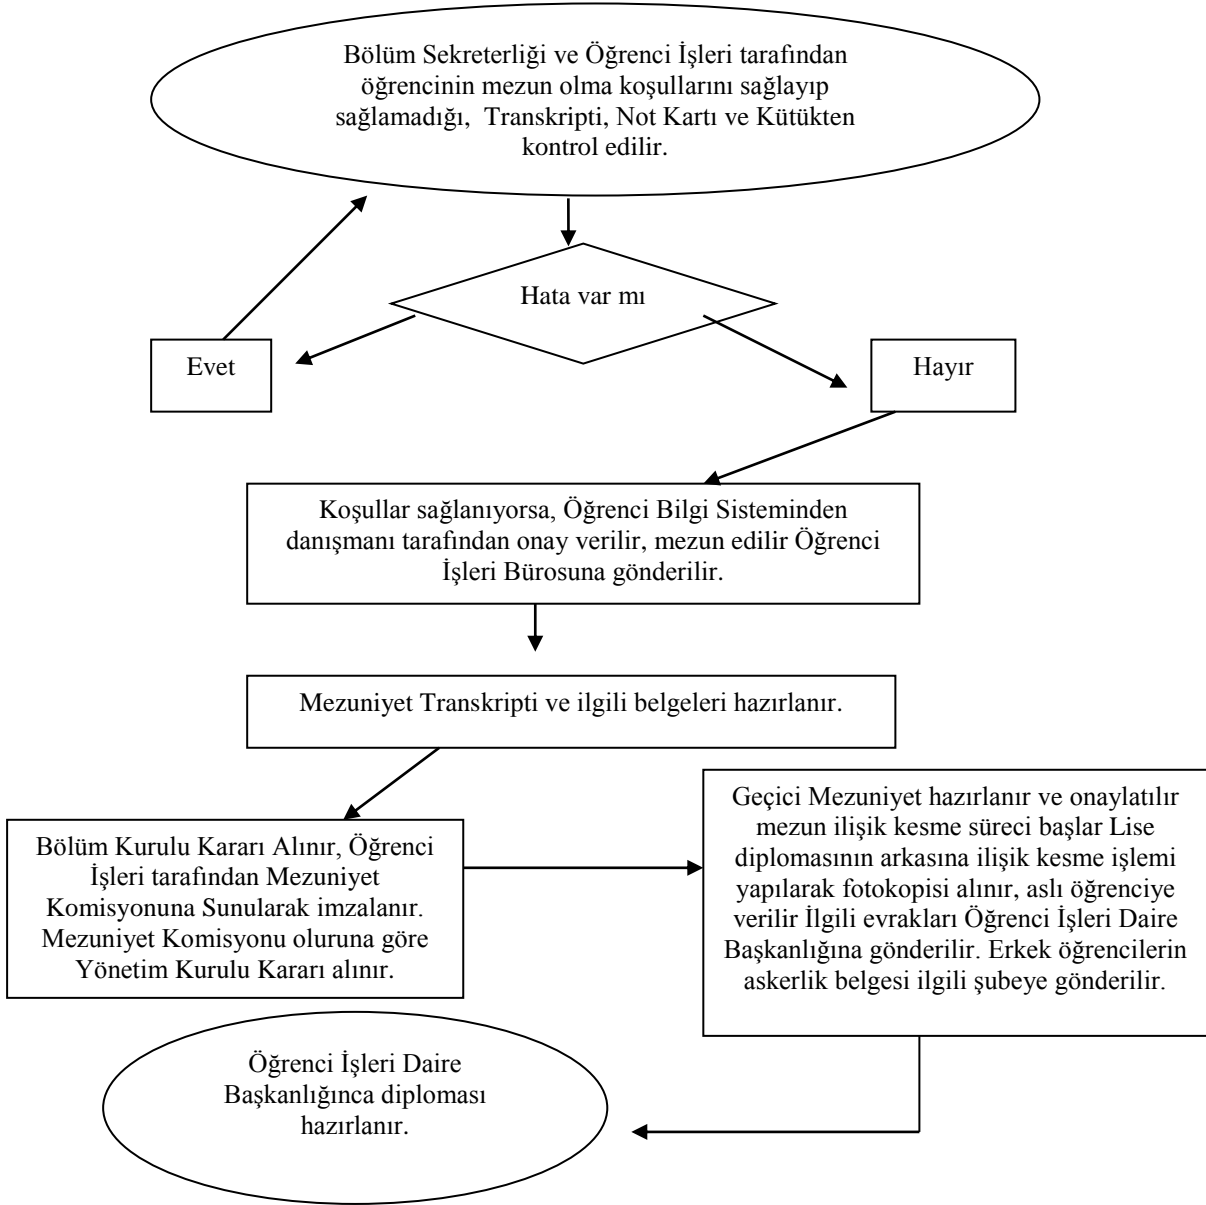 Bölüm Sekreterliği ve Öğrenci İşleri tarafından
öğrencinin mezun olma koşullarını sağlayıp
sağlamadığı, Transkripti, Not Kartı ve Kütükten
kontrol edilir.
Hata var mı
Evet
Hayır
Koşullar sağlanıyorsa, Öğrenci Bilgi Sisteminden
danışmanı tarafından onay verilir, mezun edilir Öğrenci
İşleri Bürosuna gönderilir.
Mezuniyet Transkripti ve ilgili belgeleri hazırlanır.
Bölüm Kurulu Kararı Alınır, Öğrenci
İşleri tarafından Mezuniyet
Komisyonuna Sunularak imzalanır.
Mezuniyet Komisyonu oluruna göre
Yönetim Kurulu Kararı alınır.
Geçici Mezuniyet hazırlanır ve onaylatılır
mezun ilişik kesme süreci başlar Lise
diplomasının arkasına ilişik kesme işlemi
yapılarak fotokopisi alınır, aslı öğrenciye
verilir İlgili evrakları Öğrenci İşleri Daire
Başkanlığına gönderilir. Erkek öğrencilerin
askerlik belgesi ilgili şubeye gönderilir.
Öğrenci İşleri Daire
Başkanlığınca diploması
hazırlanır.